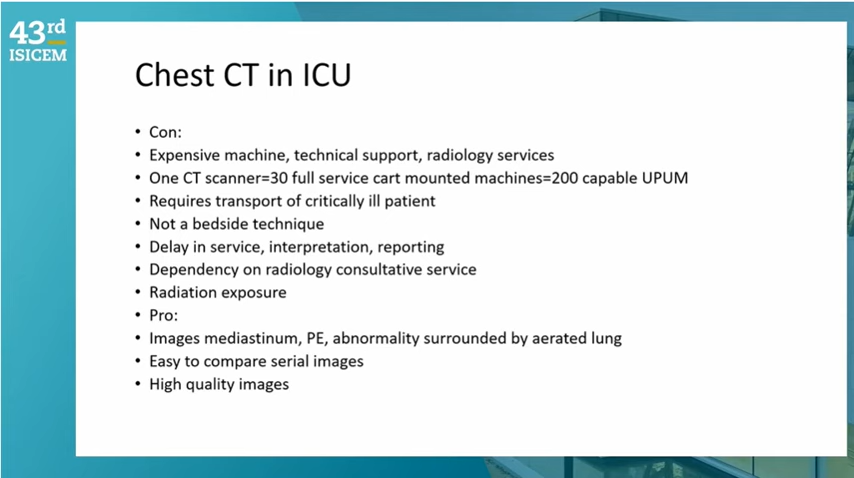 43rd
ISICEM
Chest CT in ICU
• Con:
• Expensive machine, technical support, radiology services
• One CT scanner=30 full service cart mounted machines=200 capable UPUM
• Requires transport of critically ill patient
• Not a bedside technique
• Delay in service, interpretation, reporting
• Dependency on radiology consultative service
• Radiation exposure
• Pro:
• Images mediastinum, PE, abnormality surrounded by aerated lung
• Easy to compare serial images
• High quality images